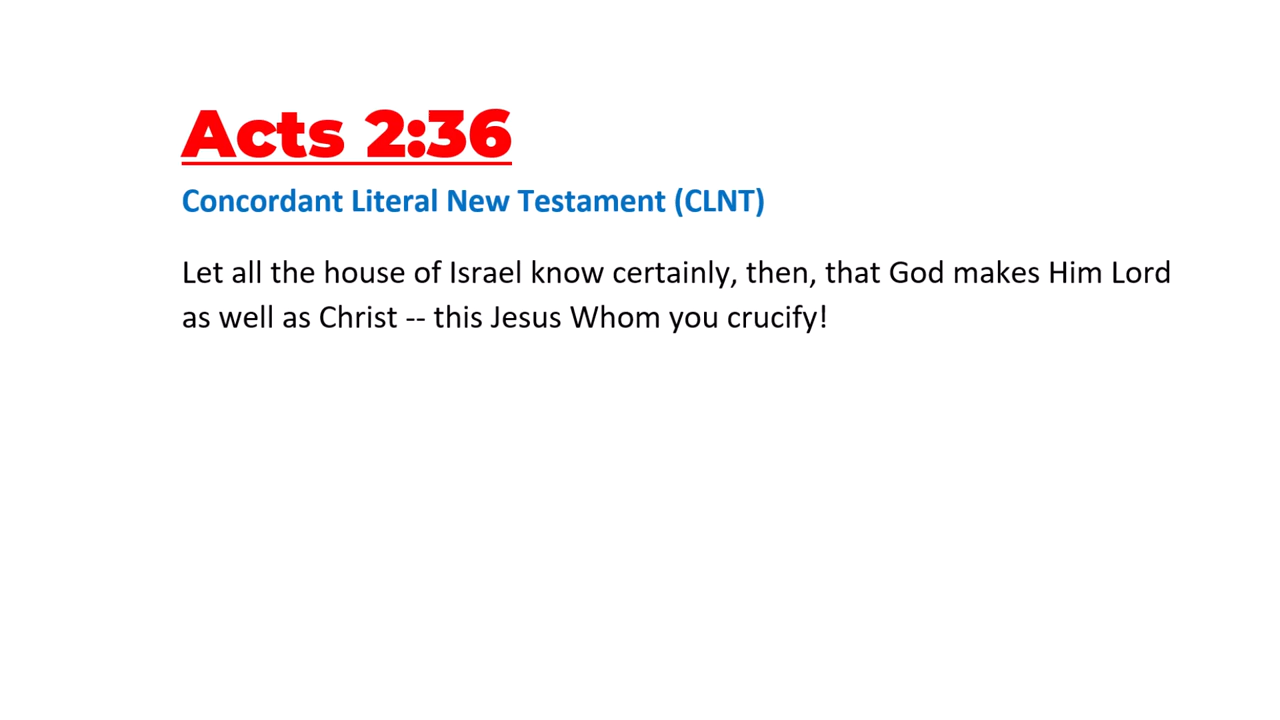 Acts 2:36
Concordant Literal New Testament (CLNT)
Let all the house of Israel know certainly, then, that God makes Him Lord
as well as Christ -- this Jesus Whom you crucify!